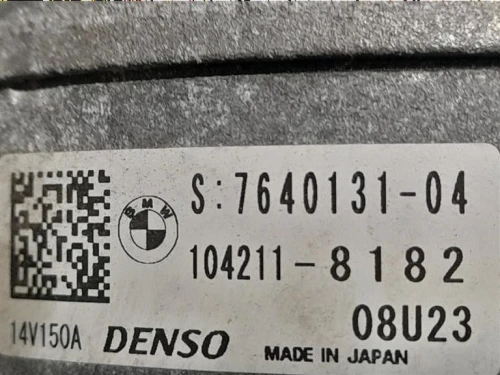 BMW
S:7640131-04
104211-8182
08U23
14V150A DENSO
MADE IN JAPAN